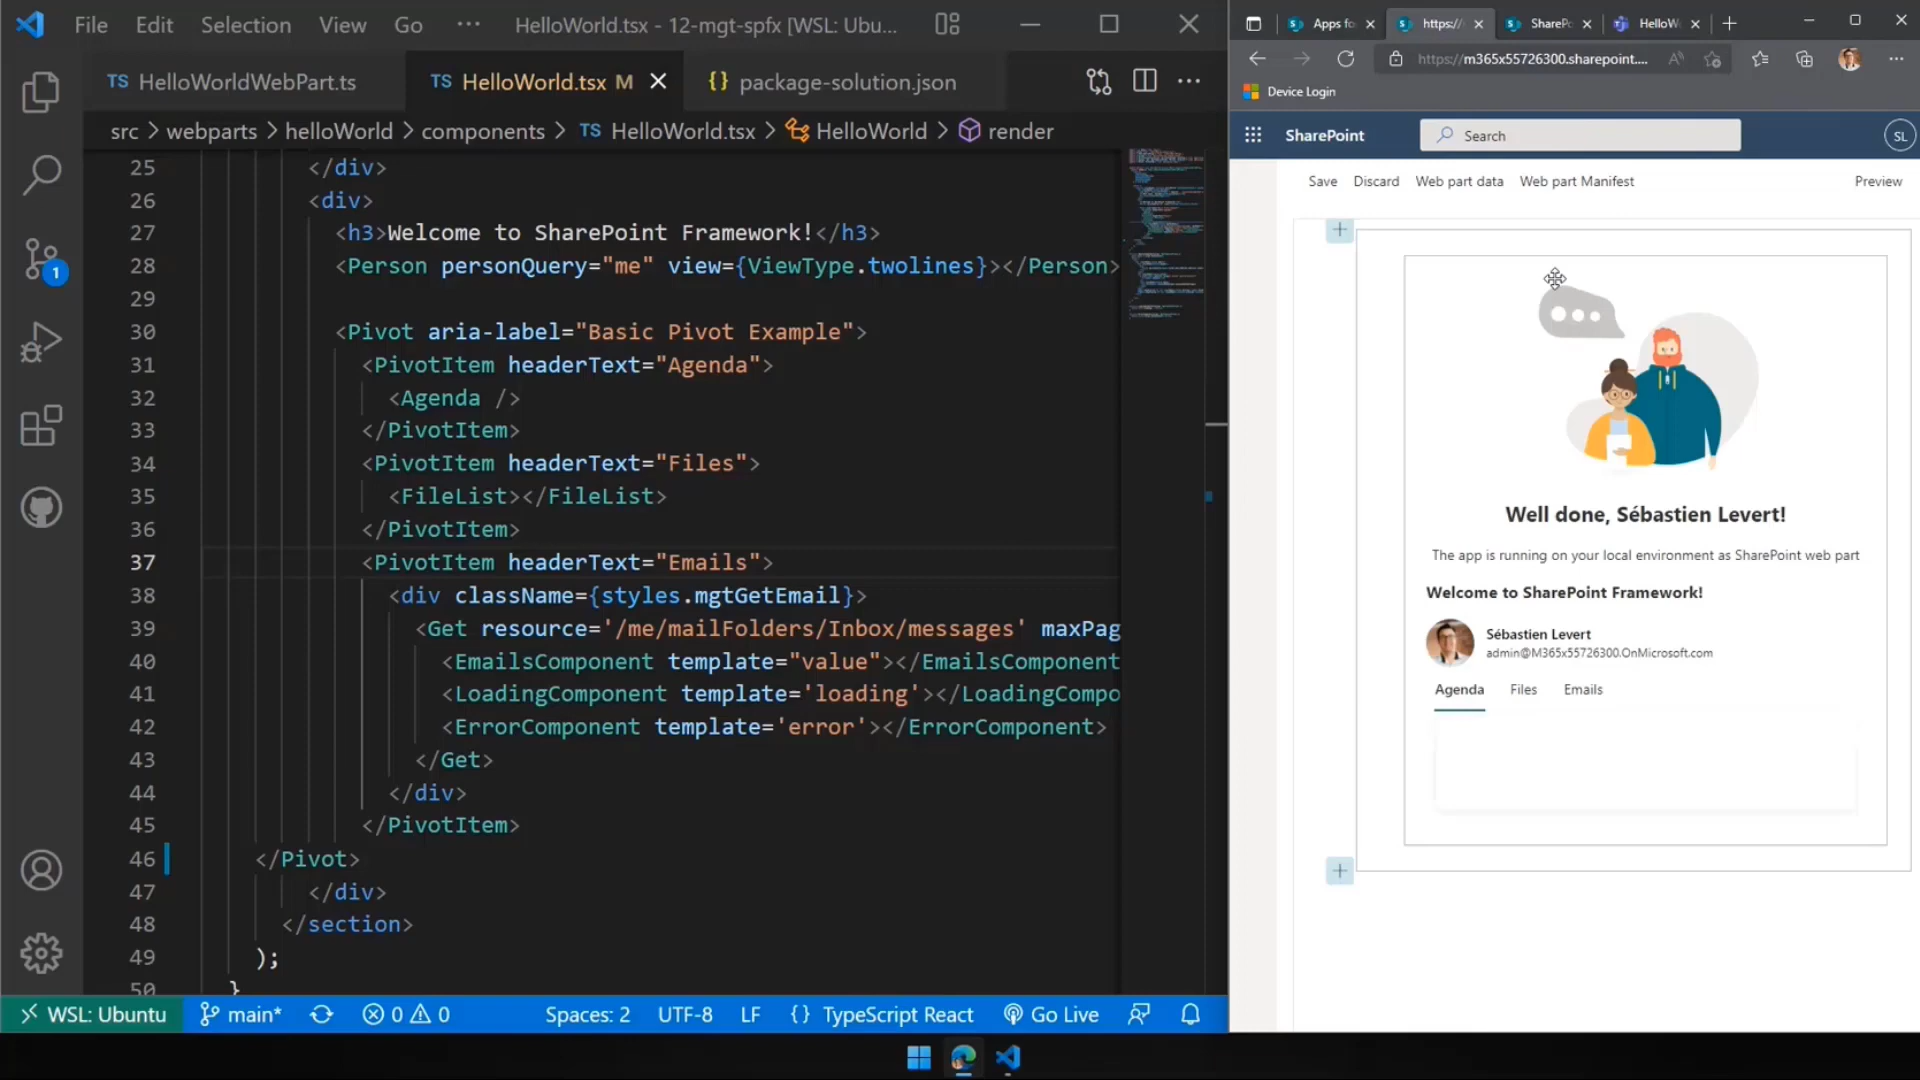 File Edit Selection View Go ··· HelloWorld.tsx - 12-mgt-spfx [WSL: Ubu...
TS HelloWorldWebPart.ts TS HelloWorld.tsx M {} package-solution.json
src > webparts > helloWorld > components > TS HelloWorld.tsx > HelloWorld > render
25 </div>
26 <div>
27 <h3>Welcome to SharePoint Framework!</h3>
28 <Person personQuery="me" view={ViewType.twolines}></Person>
29
30 <Pivot aria-label="Basic Pivot Example">
31 <PivotItem headerText="Agenda">
32 <Agenda />
33 </PivotItem>
34 <PivotItem headerText="Files">
35 <FileList></FileList>
36 </PivotItem>
37 <PivotItem headerText="Emails">
38 <div className={styles.mgtGetEmail}>
39 <Get resource='/me/mailFolders/Inbox/messages' maxPag
40 <EmailsComponent template="value"></EmailsComponent
41 <LoadingComponent template='loading'></LoadingCompo
42 <ErrorComponent template='error'></ErrorComponent>
43 </Get>
44 </div>
45 </PivotItem>
46 </Pivot>
47 </div>
48 </section>
49 );
50 }
1
WSL: Ubuntu main* 0 0 Spaces: 2 UTF-8 LF {} TypeScript React Go Live
Apps fo https:// SharePo HelloW
https://m365x55726300.sharepoint....
Device Login
SharePoint Search SL
Save Discard Web part data Web part Manifest Preview
Well done, Sébastien Levert!
The app is running on your local environment as SharePoint web part
Welcome to SharePoint Framework!
Sébastien Levert
admin@M365x55726300.OnMicrosoft.com
Agenda Files Emails